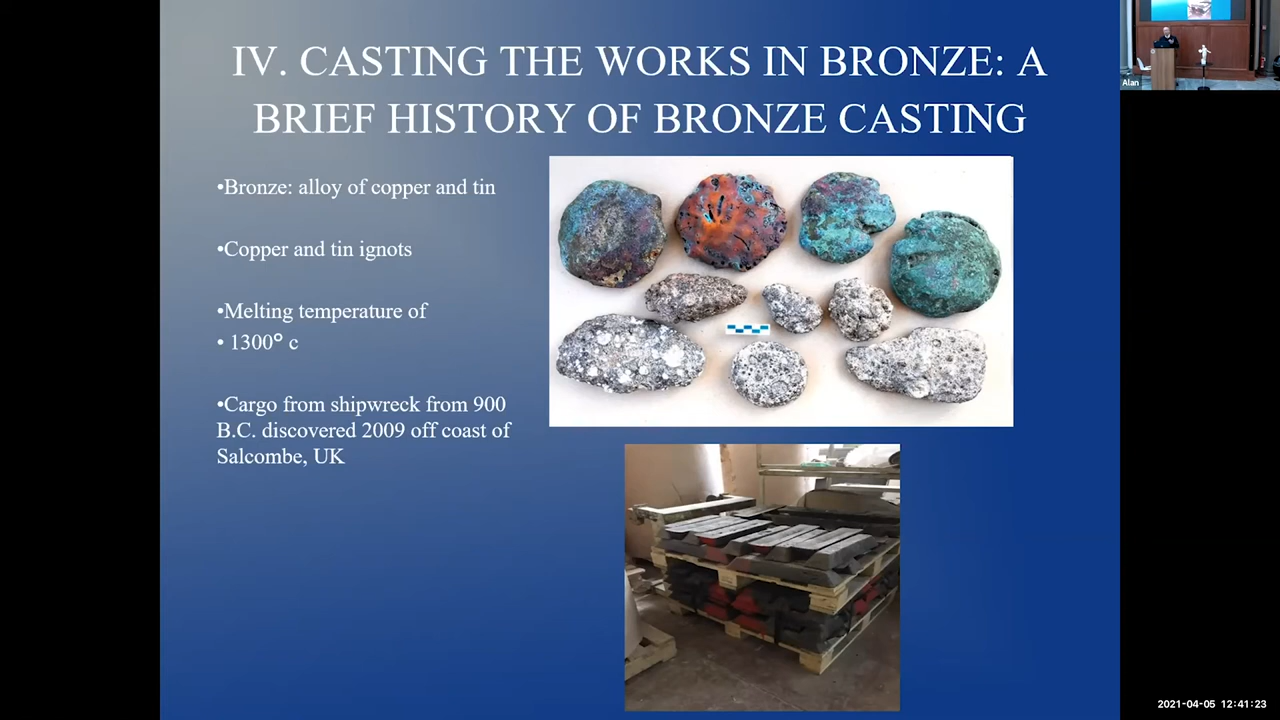 IV. CASTING THE WORKS IN BRONZE: A
BRIEF HISTORY OF BRONZE CASTING
•Bronze: alloy of copper and tin
•Copper and tin ignots
•Melting temperature of
• 1300° c
•Cargo from shipwreck from 900
B.C. discovered 2009 off coast of
Salcombe, UK
Alan
2021-04-05 12:41:23